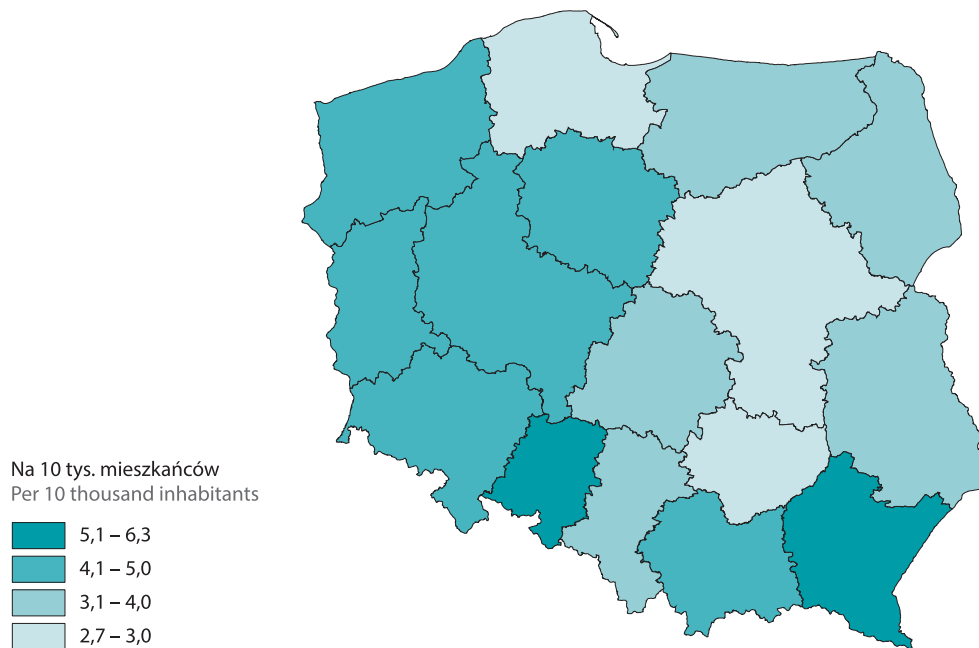 Na 10 tys. mieszkańców
Per 10 thousand inhabitants
5,1 – 6,3
4,1 – 5,0
3,1 – 4,0
2,7 – 3,0